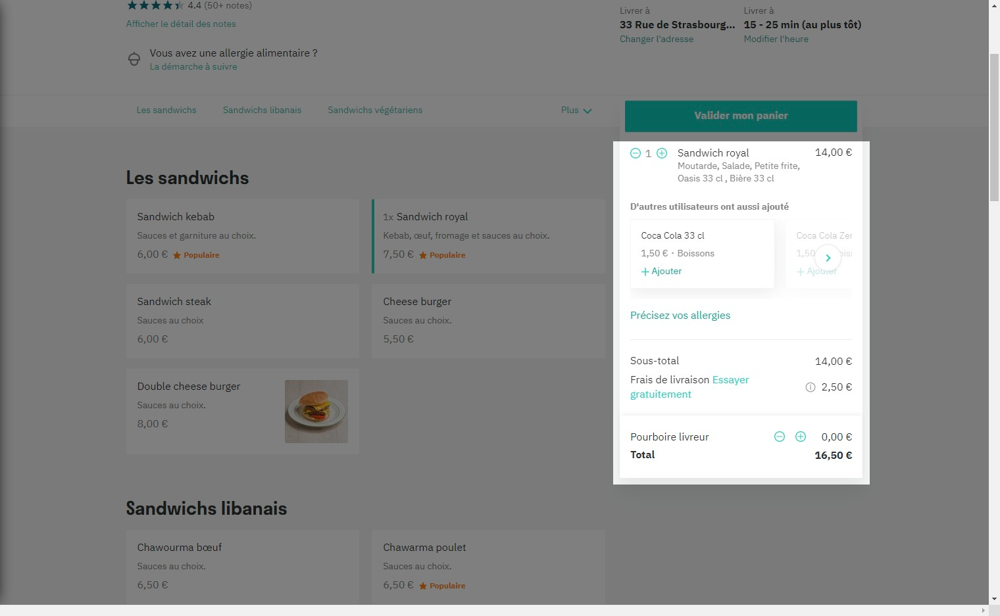 4.4 (50+ notes)
Afficher le détail des notes
Vous avez une allergie alimentaire ?
La démarche à suivre
Livrer à
33 Rue de Strasbourg...
Changer l'adresse
Livrer à
15 - 25 min (au plus tôt)
Modifier l'heure
Les sandwichs
Sandwichs libanais
Sandwichs végétariens
Plus
Valider mon panier
Les sandwichs
Sandwich kebab
Sauces et garniture au choix.
6,00 € Populaire
1x Sandwich royal
Kebab, œuf, fromage et sauces au choix.
7,50 € Populaire
Sandwich steak
Sauces au choix
6,00 €
Cheese burger
Sauces au choix.
5,50 €
Double cheese burger
Sauces au choix.
8,00 €
Sandwichs libanais
Chawourma bœuf
Sauces au choix.
6,50 €
Chawarma poulet
Sauces au choix.
6,50 € Populaire
1 Sandwich royal 14,00 €
Moutarde, Salade, Petite frite,
Oasis 33 cl , Bière 33 cl
D'autres utilisateurs ont aussi ajouté
Coca Cola 33 cl
1,50 € · Boissons
+ Ajouter
Coca Cola Zer
1,50 ois
+ Ajouter
Précisez vos allergies
Sous-total 14,00 €
Frais de livraison Essayer
gratuitement 2,50 €
Pourboire livreur 0,00 €
Total 16,50 €